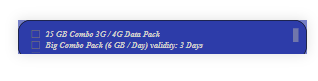 25 GB Combo 3G / 4G Data Pack
Big Combo Pack (6 GB / Day) validity: 3 Days